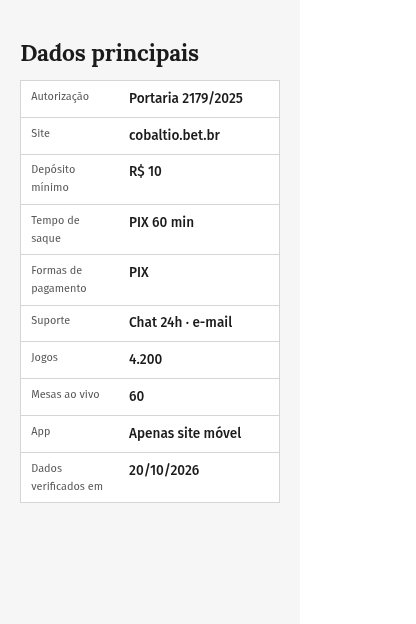 Dados principais
Autorização Portaria 2179/2025
Site cobaltio.bet.br
Depósito R$ 10
mínimo
Tempo de PIX 60 min
saque
Formas de PIX
pagamento
Suporte Chat 24h · e-mail
Jogos 4.200
Mesas ao vivo 60
App Apenas site móvel
Dados 20/10/2026
verificados em